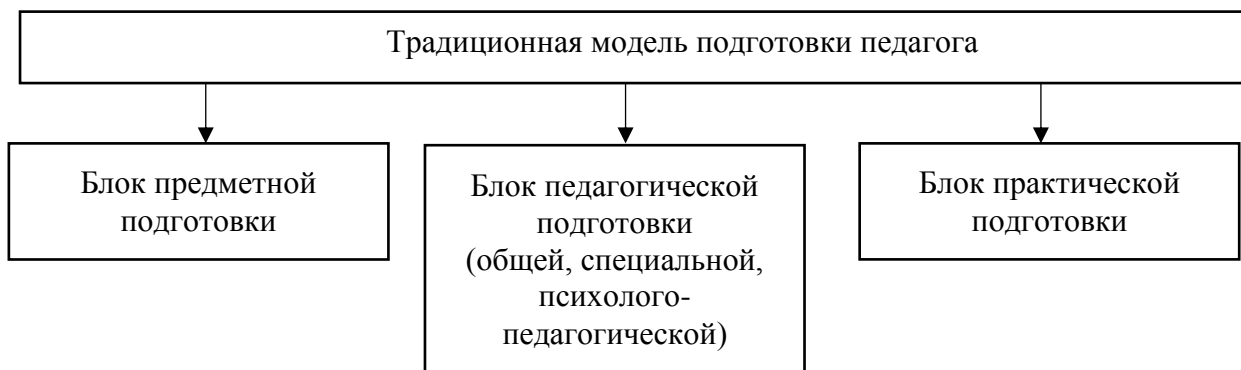 Традиционная модель подготовки педагога
Блок предметной
подготовки
Блок педагогической
подготовки
(общей, специальной,
психолого-
педагогической)
Блок практической
подготовки